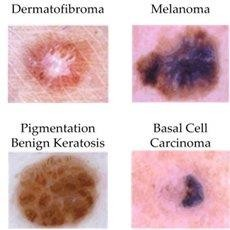 Dermatofibroma
Melanoma
Pigmentation
Benign Keratosis
Basal Cell
Carcinoma